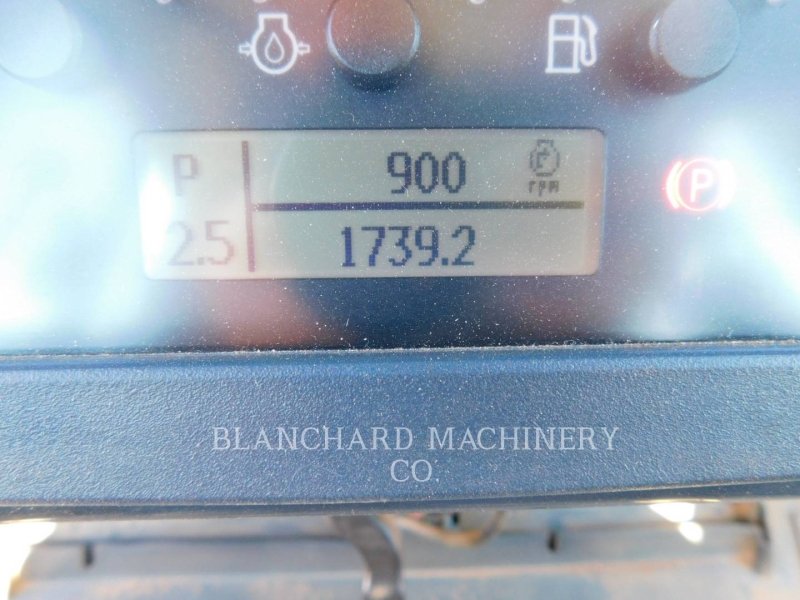 P 900 rpm
2.5 1739.2
P
BLANCHARD MACHINERY
CO.